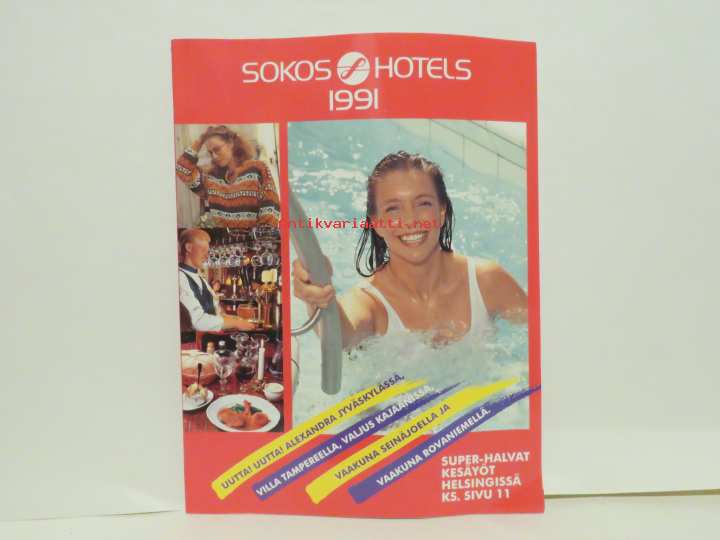 SOKOS HOTELS
1991
antikvariaatti.net
UUTTA! UUTTA! ALEXANDRA JYVÄSKYLÄSSÄ,
VILLA TAMPEREELLA, VALJUS KAJAANISSA,
VAAKUNA SEINÄJOELLA JA
VAAKUNA ROVANIEMELLÄ.
SUPER-HALVAT
KESÄYÖT
HELSINGISSÄ
KS. SIVU 11